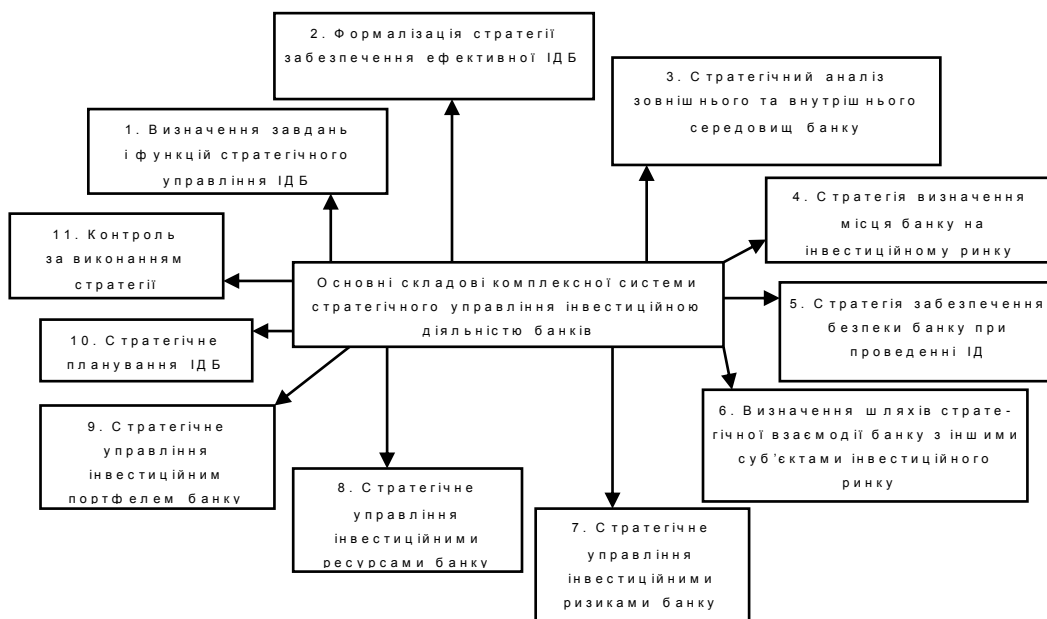 2. Формалізація стратегії
забезпечення ефективної ІДБ
3. Стратегічний аналіз
зовнішнього та внутрішнього
середовищ банку
1. Визначення завдань
і функцій стратегічного
управління ІДБ
4. Стратегія визначення
місця банку на
інвестиційному ринку
11. Контроль
за виконанням
стратегії
Основні складові комплексної системи
стратегічного управління інвестиційною
діяльністю банків
5. Стратегія забезпечення
безпеки банку при
проведенні ІД
10. Стратегічне
планування ІДБ
6. Визначення шляхів страте-
гічної взаємодії банку з іншими
суб'єктами інвестиційного
ринку
9. Стратегічне
управління
інвестиційним
портфелем банку
8. Стратегічне
управління
інвестиційними
ресурсами банку
7. Стратегічне
управління
інвестиційними
ризиками банку